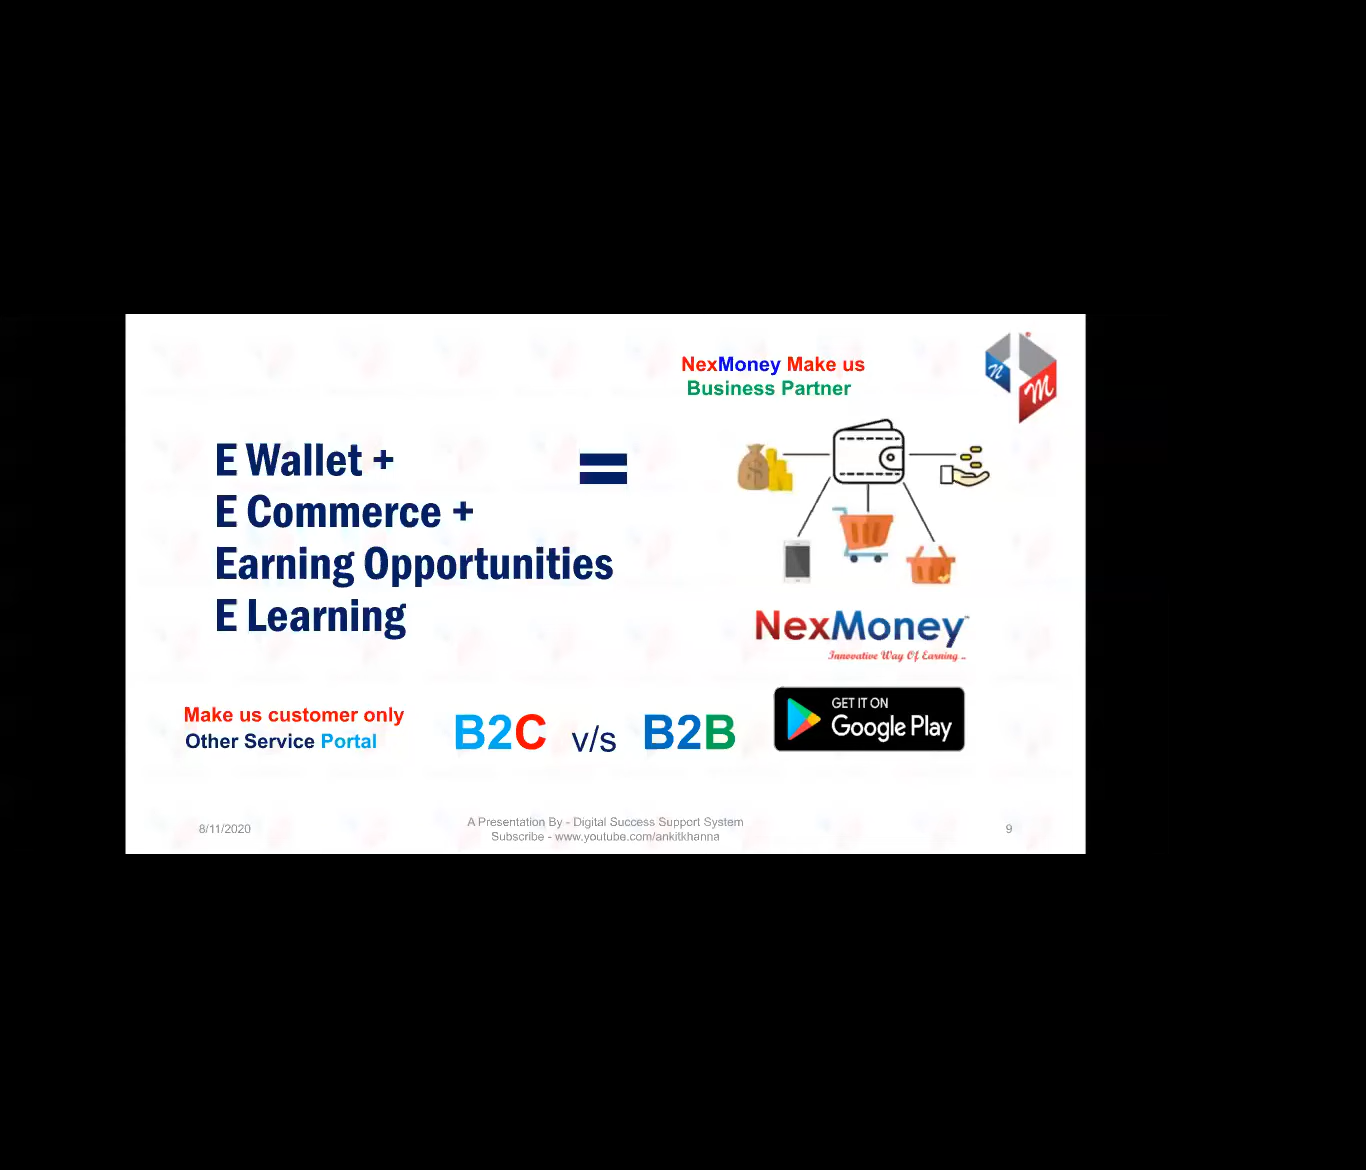 NexMoney Make us
Business Partner
n
m
E Wallet +
=
E Commerce +
Earning Opportunities
E Learning
NexMoney™
Innovative Way Of Earning ..
Make us customer only
Other Service Portal
B2C v/s B2B
GET IT ON
Google Play
8/11/2020
A Presentation By - Digital Success Support System
Subscribe - www.youtube.com/ankitkhanna
9